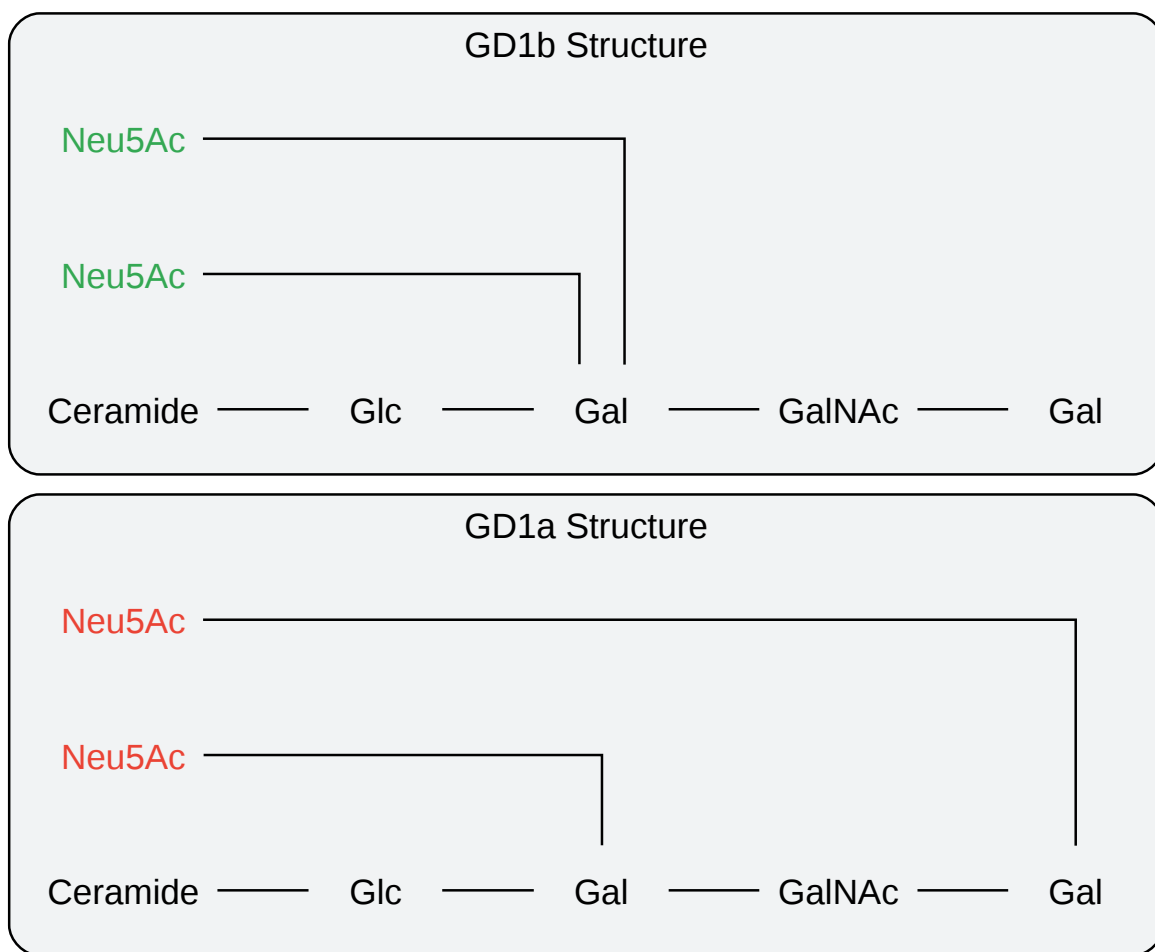 GD1b Structure
Neu5Ac
Neu5Ac
Ceramide Glc Gal GalNAc Gal
GD1a Structure
Neu5Ac
Neu5Ac
Ceramide Glc Gal GalNAc Gal